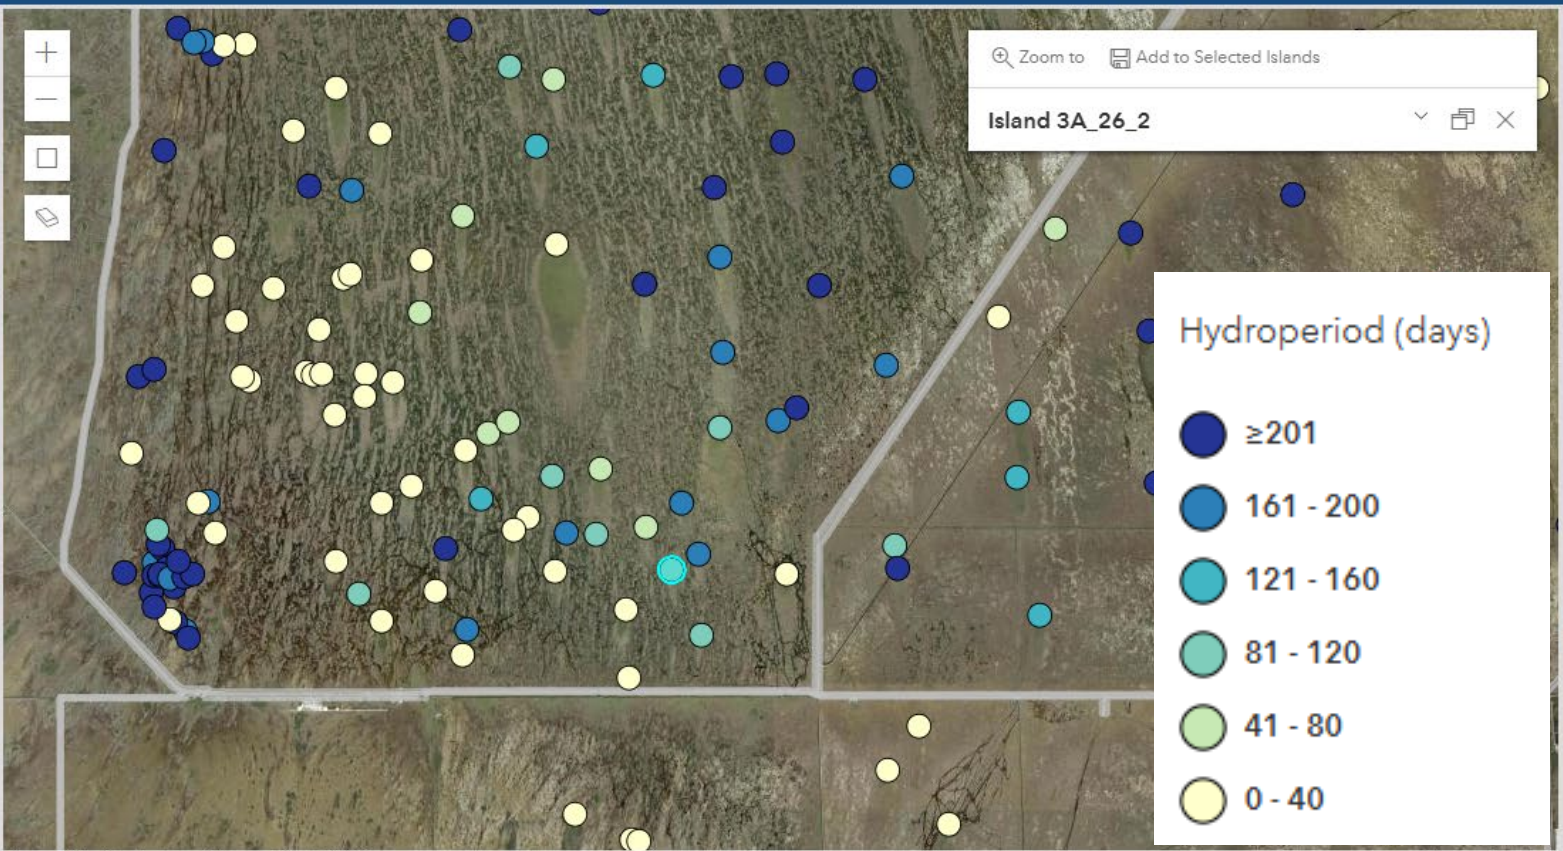 Zoom to
Add to Selected Islands
Island 3A_26_2
Hydroperiod (days)
≥201
161 - 200
121 - 160
81 - 120
41 - 80
0 - 40